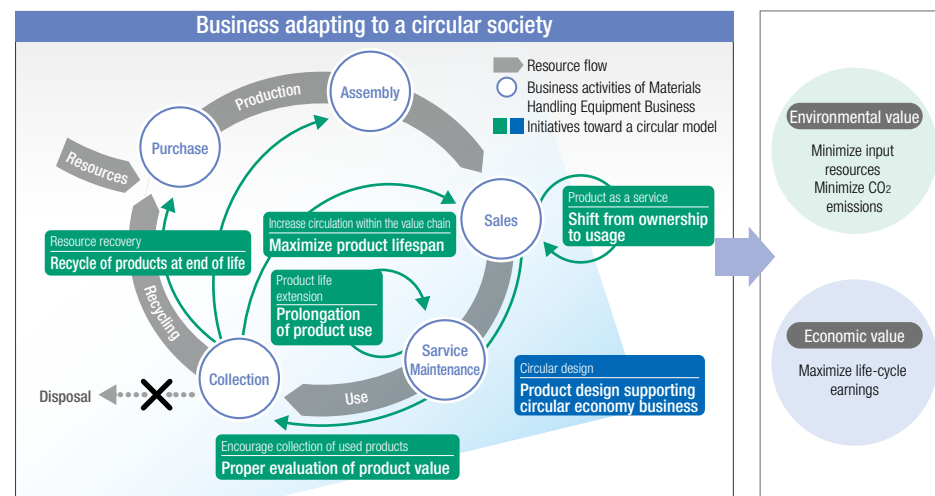 Business adapting to a circular society
Resource flow
Business activities of Materials
Handling Equipment Business
Initiatives toward a circular model
Production
Assembly
Purchase
Resources
Sales
Product as a service
Shift from ownership
to usage
Increase circulation within the value chain
Maximize product lifespan
Resource recovery
Recycle of products at end of life
Product life
extension
Prolongation
of product use
Recycling
Sarvice
Maintenance
Collection
Use
Disposal
Circular design
Product design supporting
circular economy business
Encourage collection of used products
Proper evaluation of product value
Environmental value
Minimize input
resources
Minimize CO2
emissions
Economic value
Maximize life-cycle
earnings